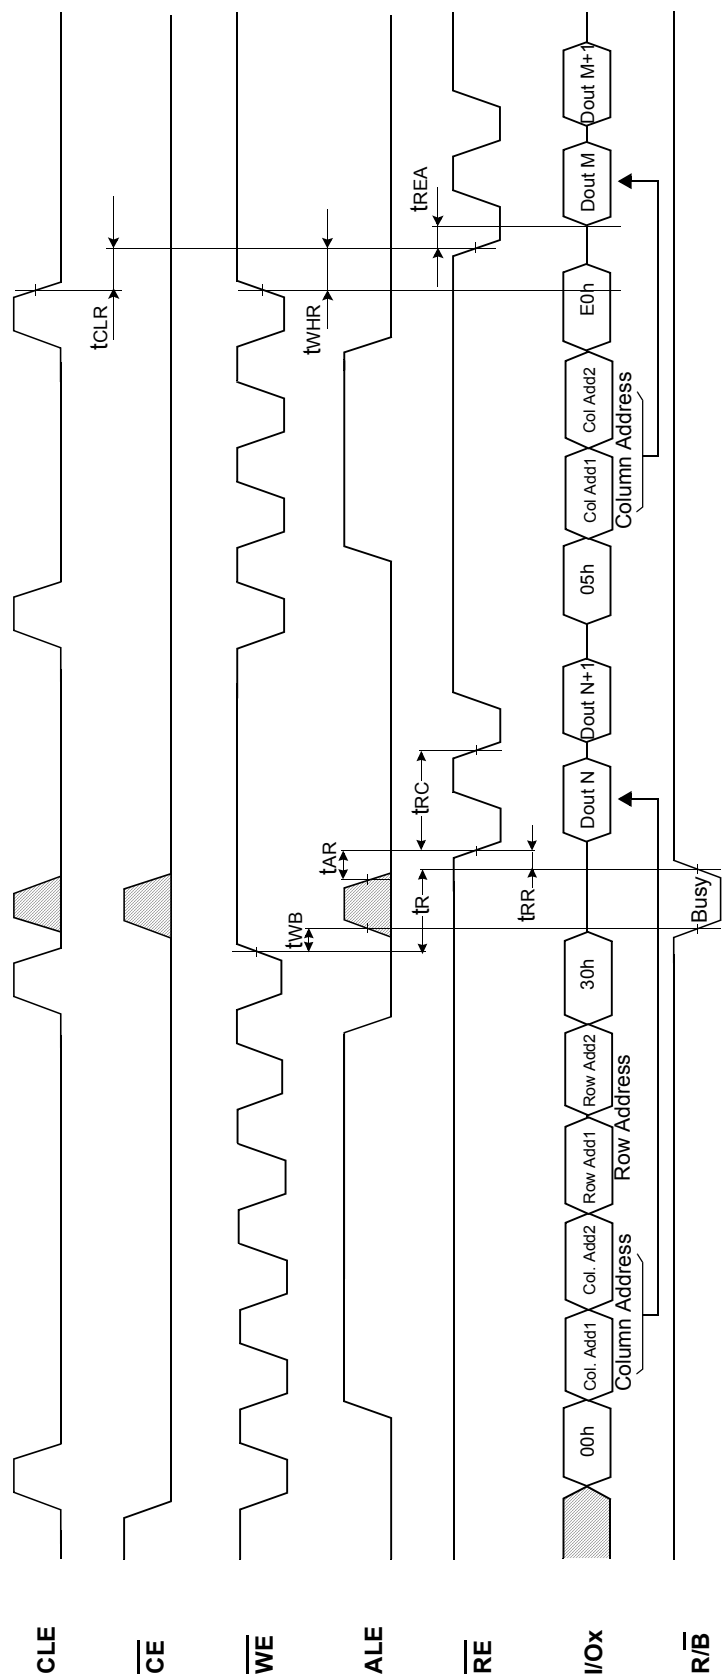 CLE
tCLR
CE
WE
tWHR
tWB
ALE
tAR
tREA
tR
tRC
RE
tRR
I/Ox
00h
Col. Add1
Col. Add2
Row Add1
Row Add2
30h
Dout N
Dout N+1
05h
Col Add1
Col Add2
E0h
Dout M
Dout M+1
Column Address
Row Address
Column Address
R/B
Busy